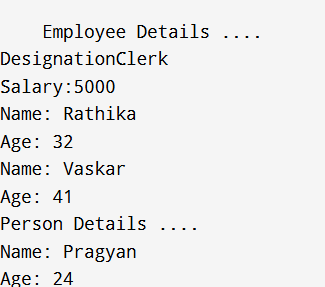 Employee Details ....
DesignationClerk
Salary:5000
Name: Rathika
Age: 32
Name: Vaskar
Age: 41
Person Details ....
Name: Pragyan
Age: 24